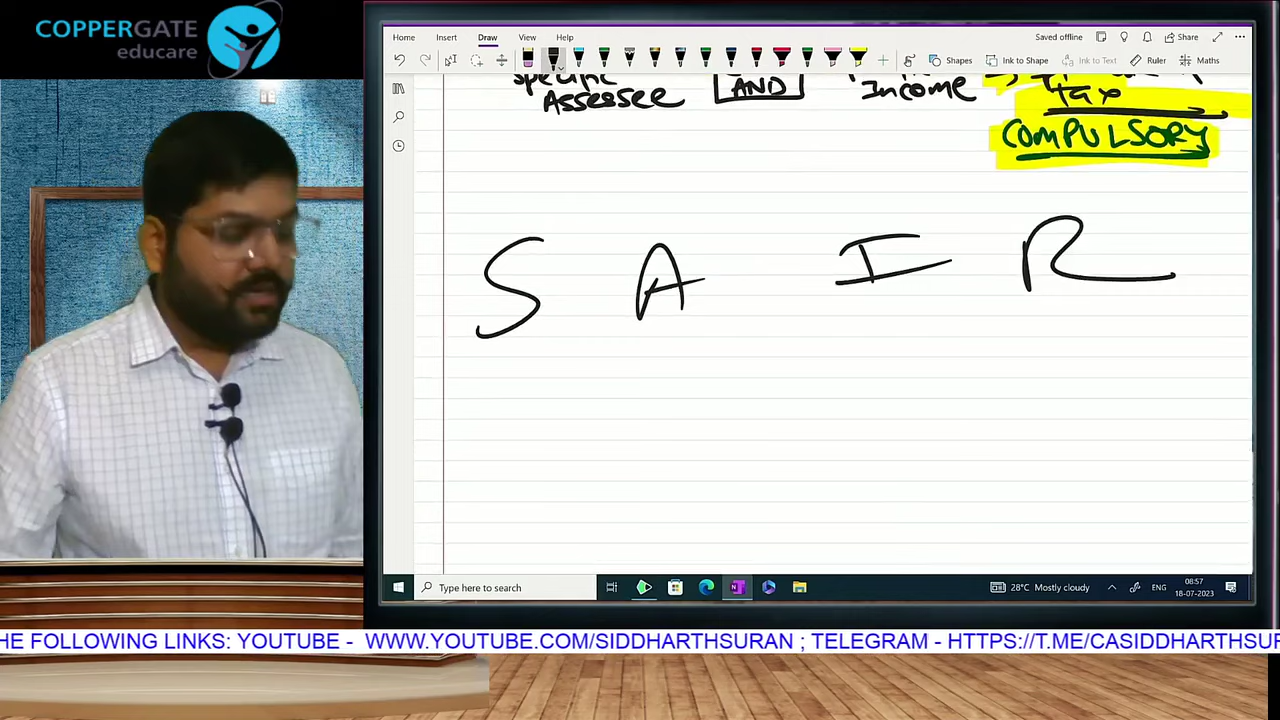 COPPERGATE
educare
Home Insert Draw View Help
Saved offline
Share
Shapes
Ink to Shape
Ink to Text
Ruler
Maths
Specific
Assessee
AND
Income
tax
COMPULSORY
S A I R
Type here to search
28°C Mostly cloudy
ENG
08:57
18-07-2023
HE FOLLOWING LINKS: YOUTUBE - WWW.YOUTUBE.COM/SIDDHARTHSURAN ; TELEGRAM - HTTPS://T.ME/CASIDDHARTHSUR